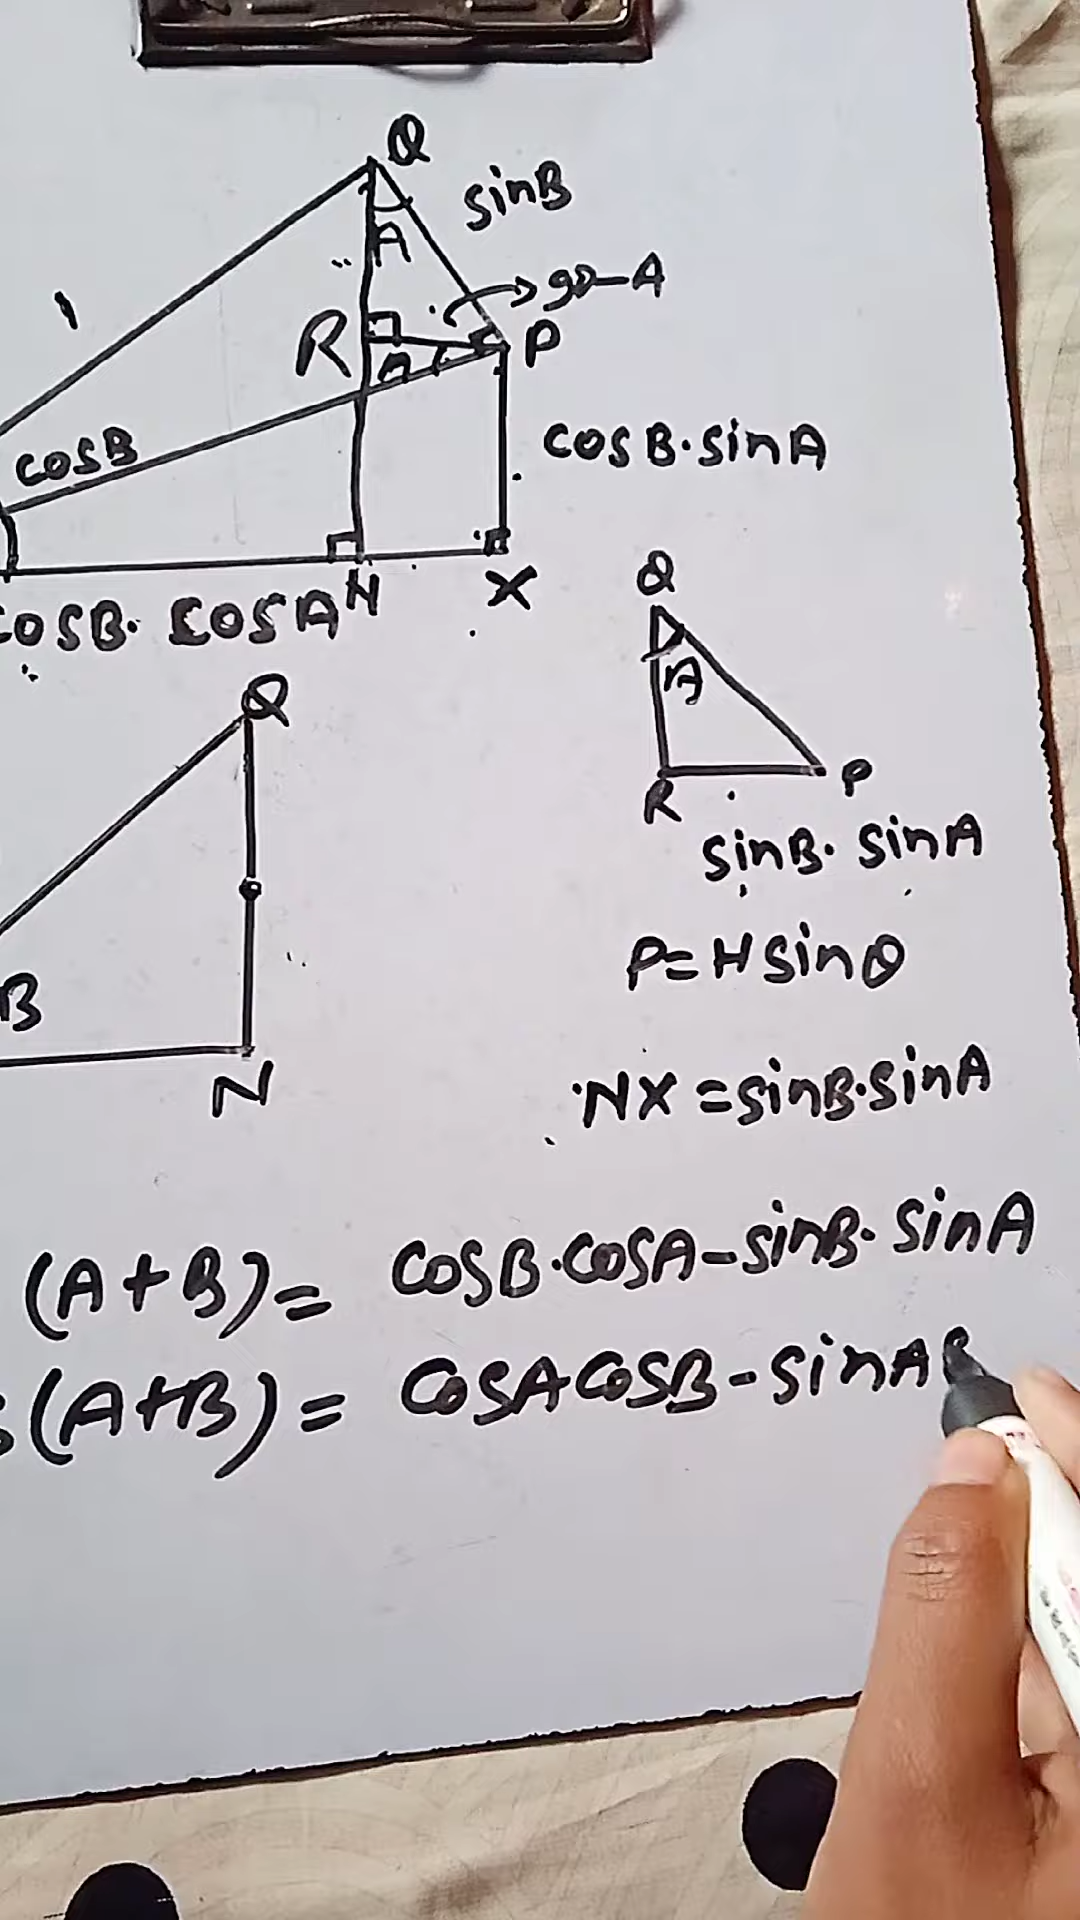 Q
sinB
1
A
90-A
R
P
A
cosB
cosB·sinA
cosB· cosA
N
X
Q
A
R
P
sinB· sinA
Q
P=Hsinθ
B
N
NX =sinB·sinA
(A+B)= cosB·cosA-sinB· sinA
s(A+B)= cosAcosB-sinA